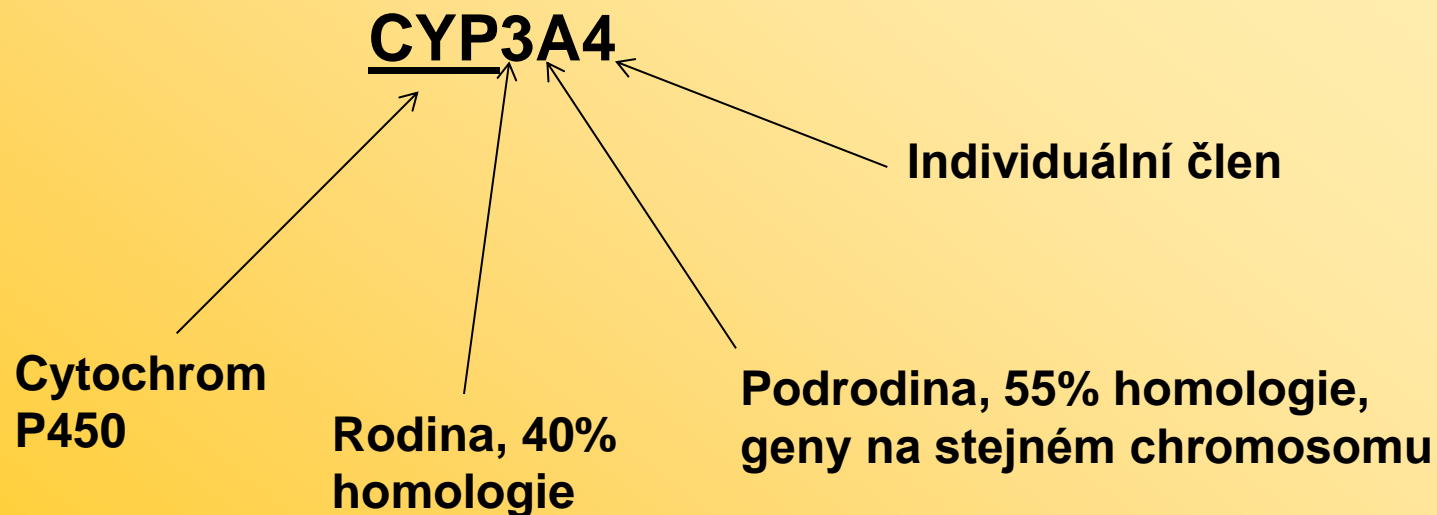 CYP3A4
Individuální člen
Cytochrom
P450
Rodina, 40%
homologie
Podrodina, 55% homologie,
geny na stejném chromosomu